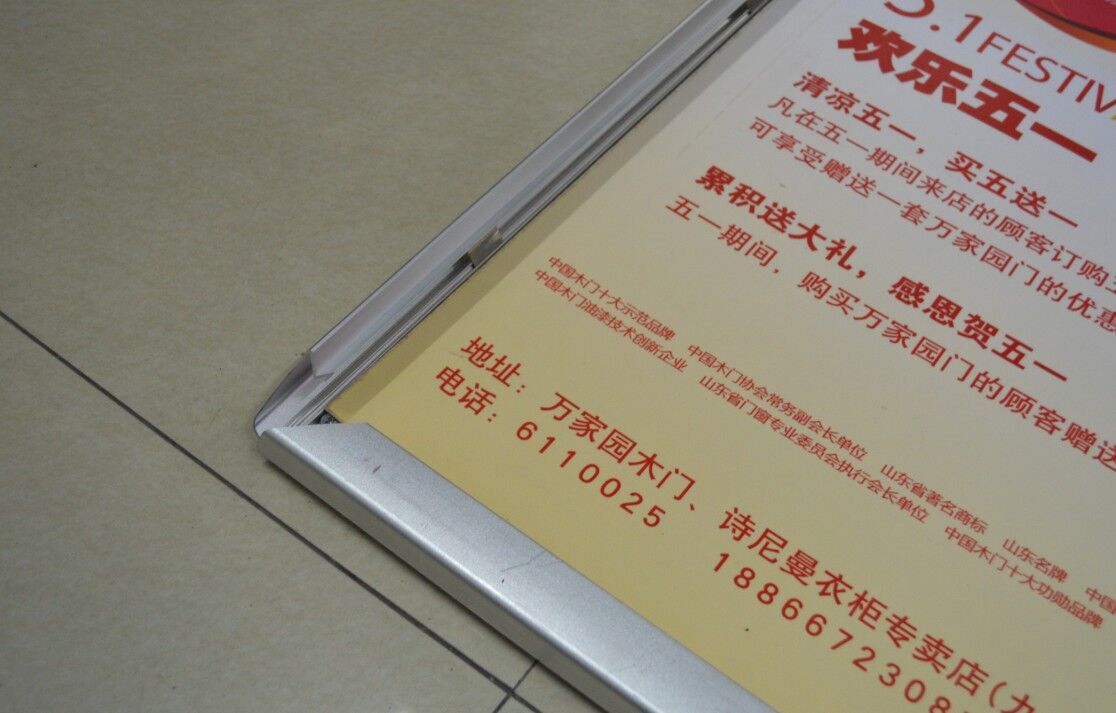 5.1FESTIV
欢乐五一
清凉五一，买五送一
凡在五一期间来店的顾客订购
可享受赠送一套万家园门的优惠
累积送大礼，感恩贺五一
五一期间，购买万家园门的顾客赠送
中国木门十大示范品牌 中国木门协会常务副会长单位 山东省著名商标 山东名牌 中国
中国木门油漆技术创新企业 山东省门窗专业委员会执行会长单位 中国木门十大功勋品牌
地址：万家园木门、诗尼曼衣柜专卖店(九
电话：6110025 1886672308